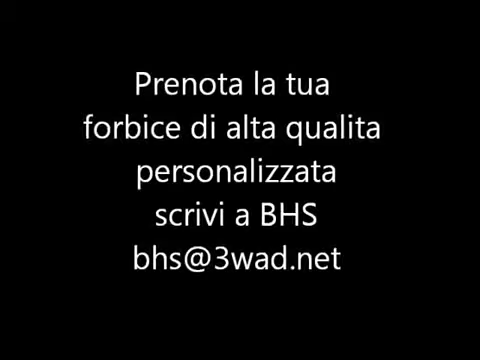 Prenota la tua
forbice di alta qualita
personalizzata
scrivi a BHS
bhs@3wad.net